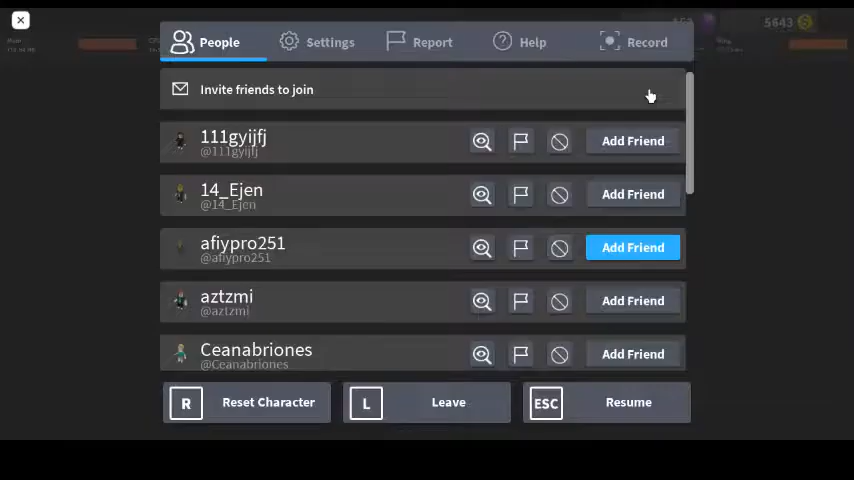 5643
People
Settings
Report
Help
Record
Invite friends to join
111gyijfj
@111gyijfj
Add Friend
14_Ejen
@14_Ejen
Add Friend
afiypro251
@afiypro251
Add Friend
aztzmi
@aztzmi
Add Friend
Ceanabriones
@Ceanabriones
Add Friend
R Reset Character
L Leave
ESC Resume